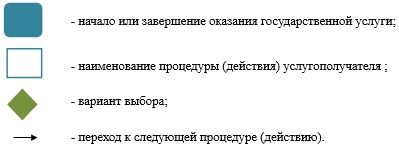 - начало или завершение оказания государственной услуги;
- наименование процедуры (действия) услугополучателя ;
- вариант выбора;
- переход к следующей процедуре (действию).